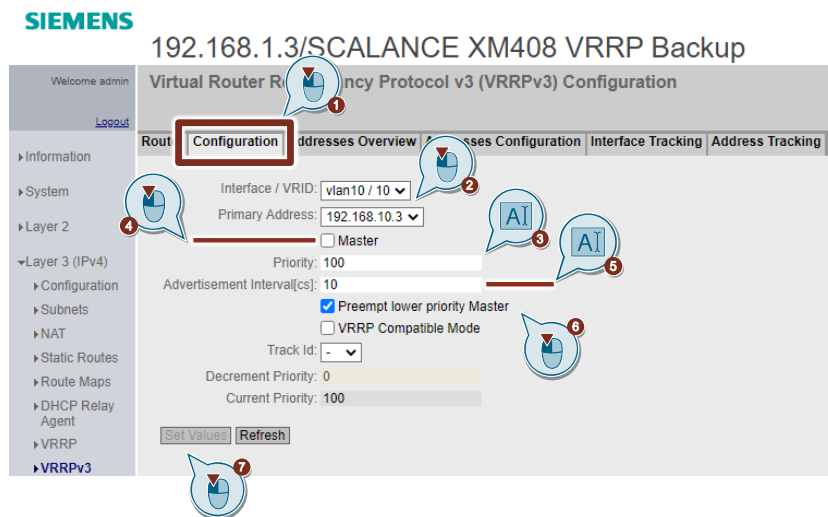 SIEMENS
192.168.1.3/SCALANCE XM408 VRRP Backup
Welcome admin
Logout
Virtual Router ncy Protocol v3 (VRRPv3) Configuration
1
Route Configuration Addresses Overview Addresses Configuration Interface Tracking Address Tracking
Information
System
Layer 2
Layer 3 (IPv4)
Configuration
Subnets
NAT
Static Routes
Route Maps
DHCP Relay
Agent
VRRP
VRRPv3
Interface / VRID: vlan10 / 10
2
Primary Address: 192.168.10.3
4
AI
3
Master
AI
5
Priority: 100
Advertisement Interval[cs]: 10
Preempt lower priority Master
6
VRRP Compatible Mode
Track Id: -
Decrement Priority: 0
Current Priority: 100
Set Values Refresh
7